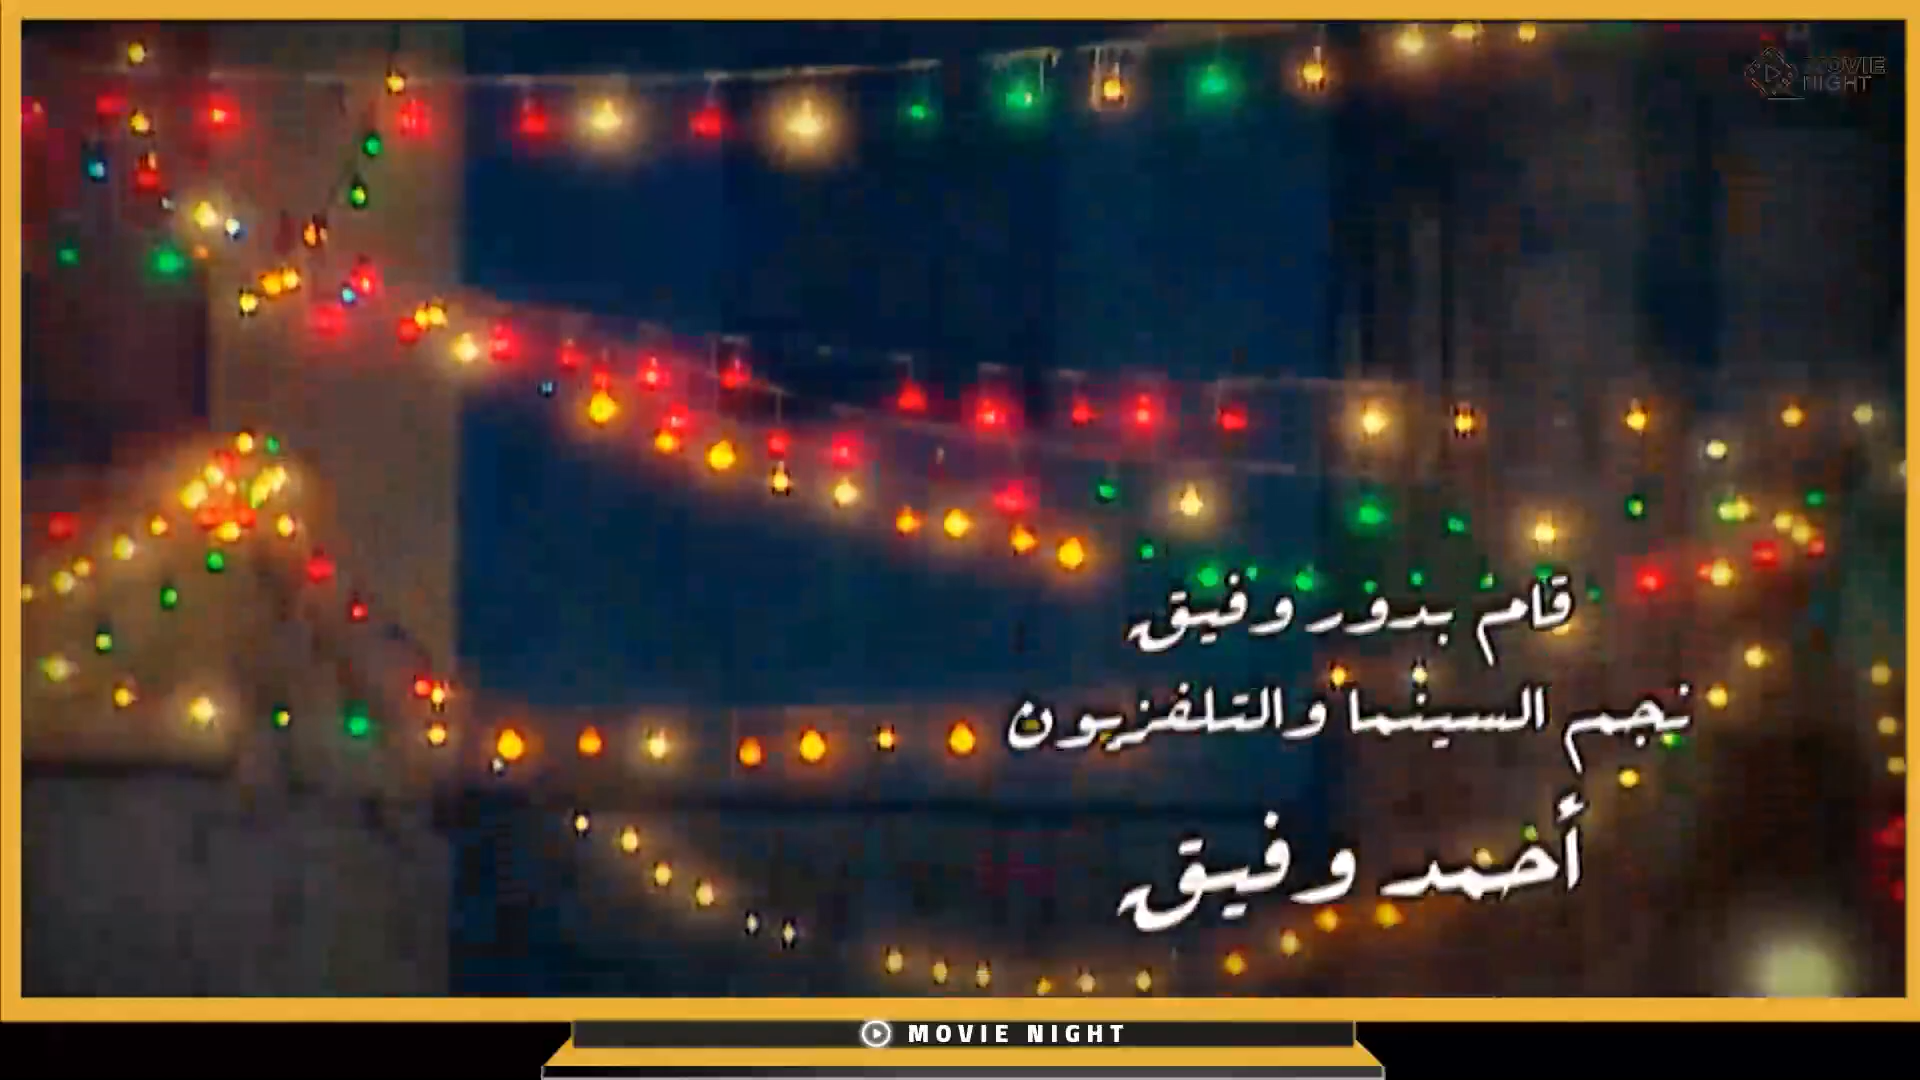 MOVIE
NIGHT
قام بدور وفيق
نجم السينما والتلفزيون
أحمد وفيق
MOVIE NIGHT